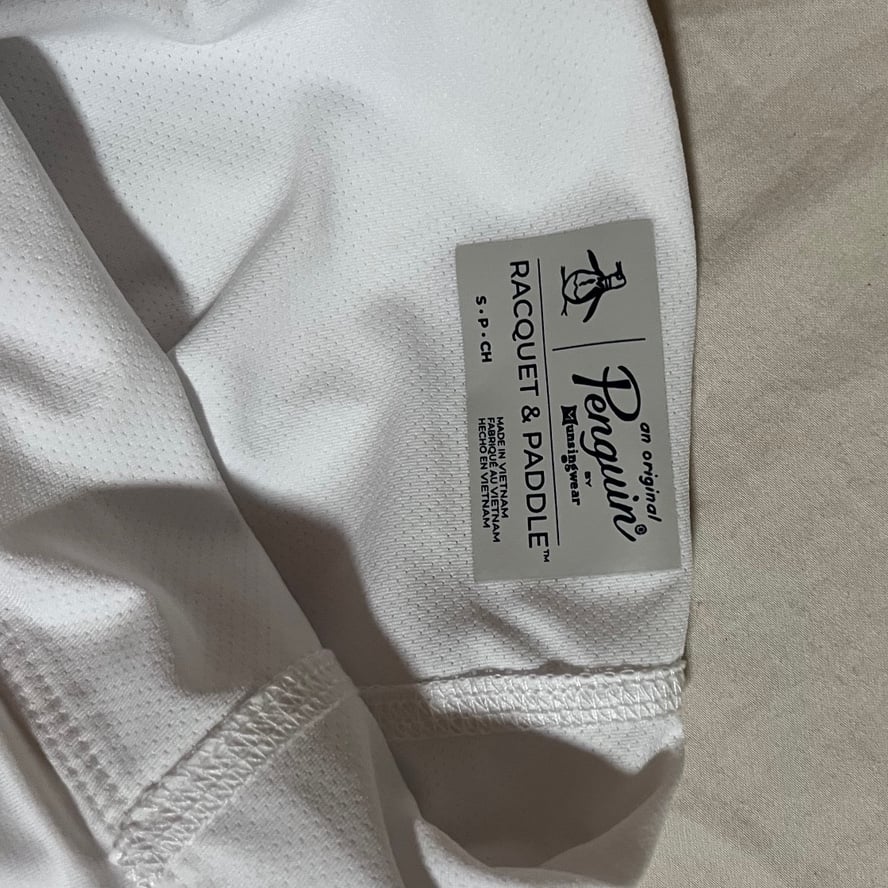 an original
Penguin®
BY
Munsingwear
RACQUET & PADDLE™
S • P • CH
MADE IN VIETNAM
FABRIQUÉ AU VIETNAM
HECHO EN VIETNAM